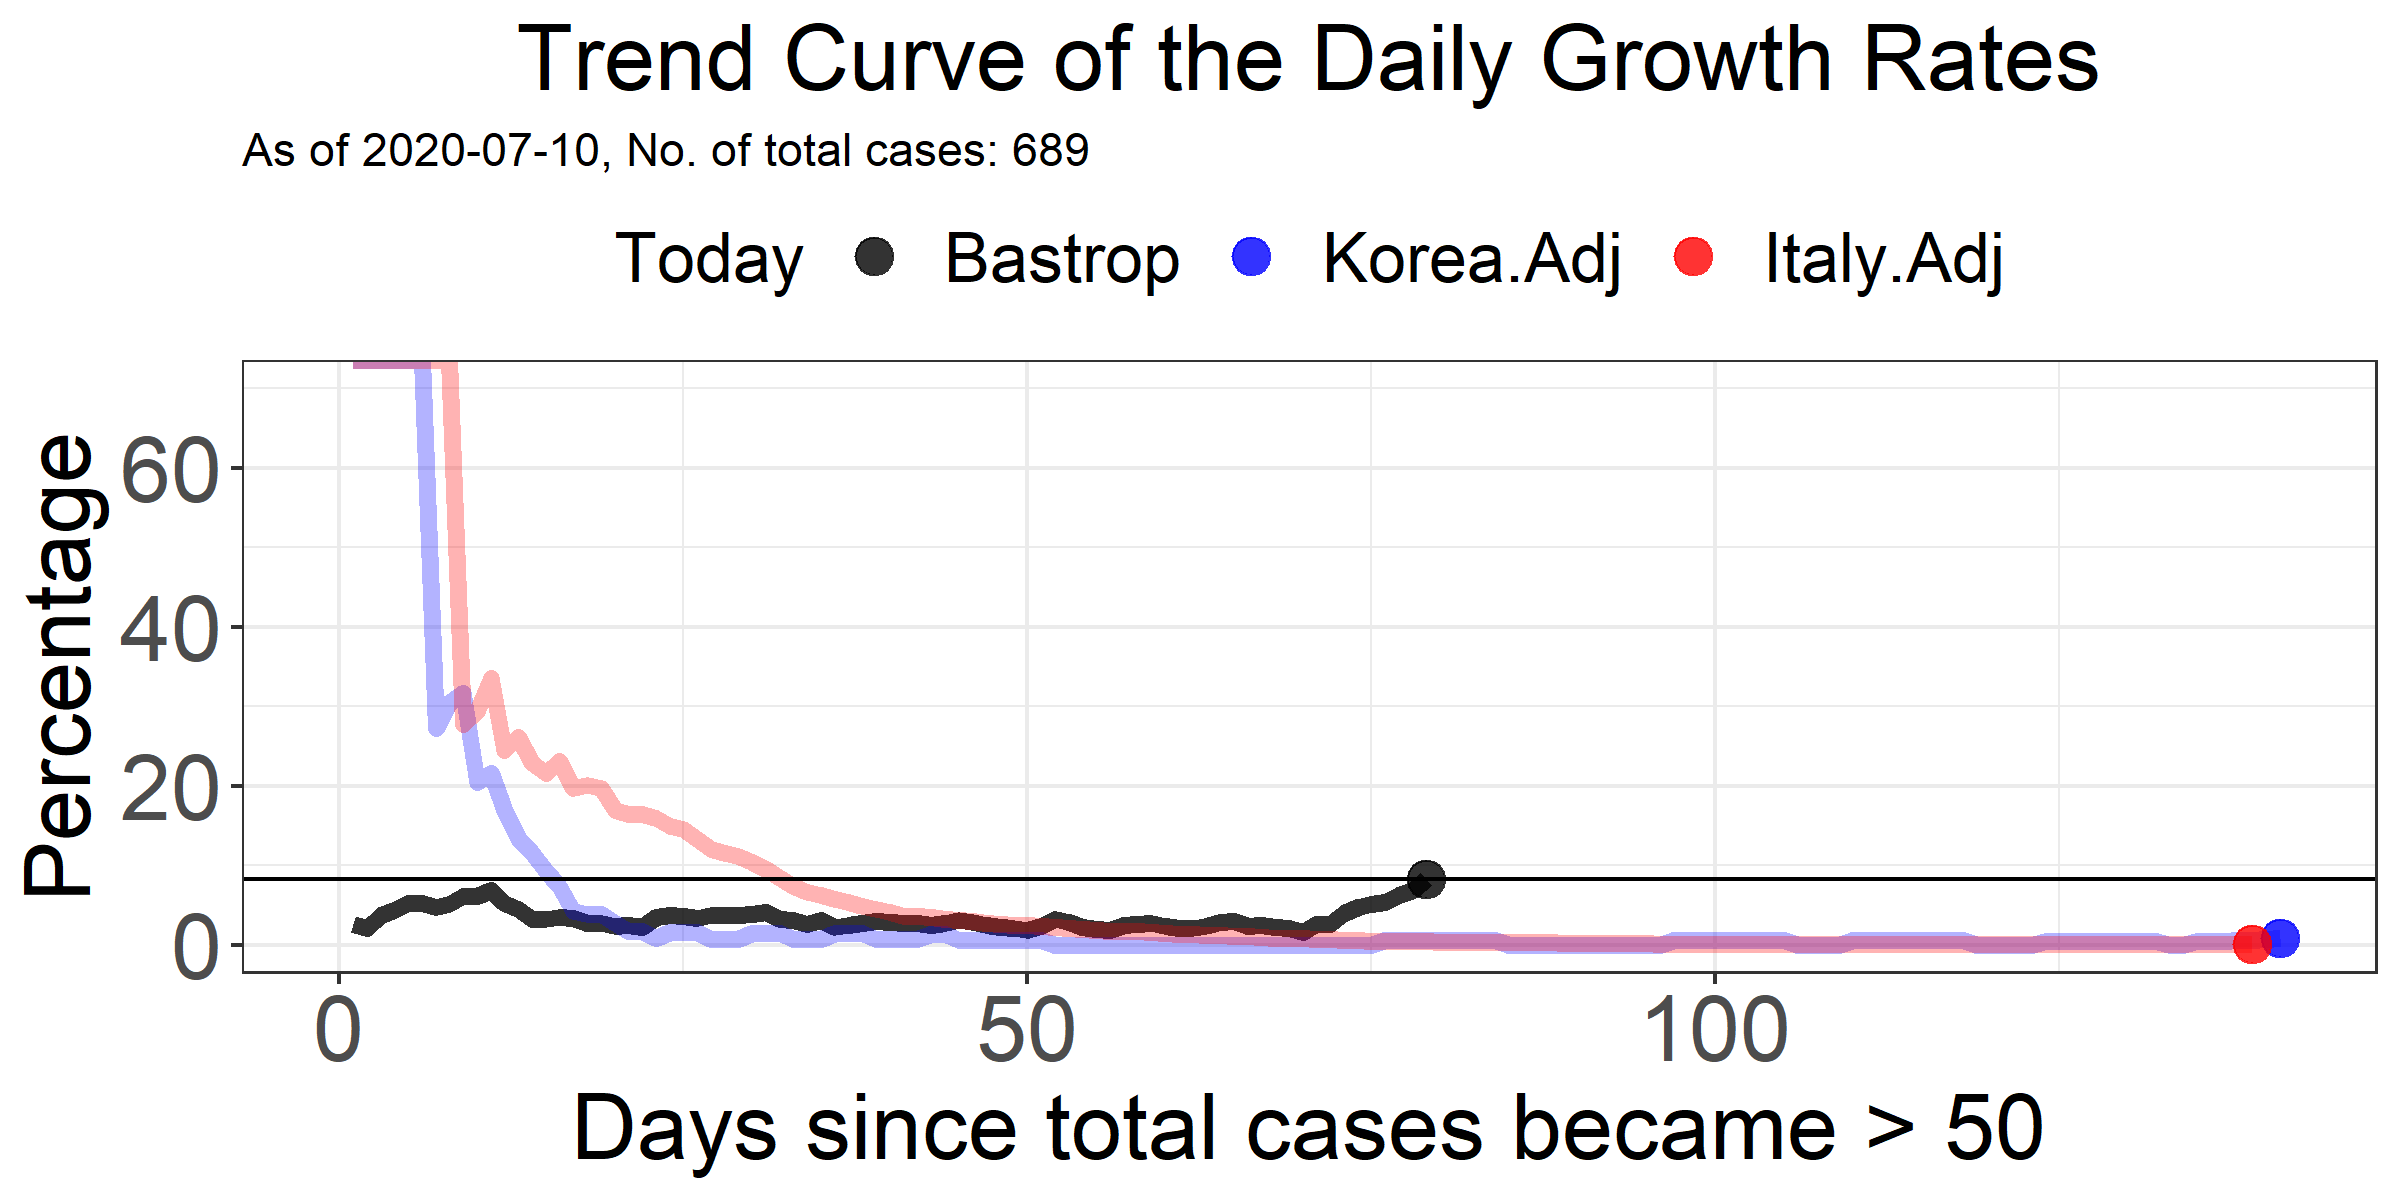 Trend Curve of the Daily Growth Rates
As of 2020-07-10, No. of total cases: 689
Today Bastrop Korea.Adj Italy.Adj
Percentage
60
40
20
0
0 50 100
Days since total cases became > 50